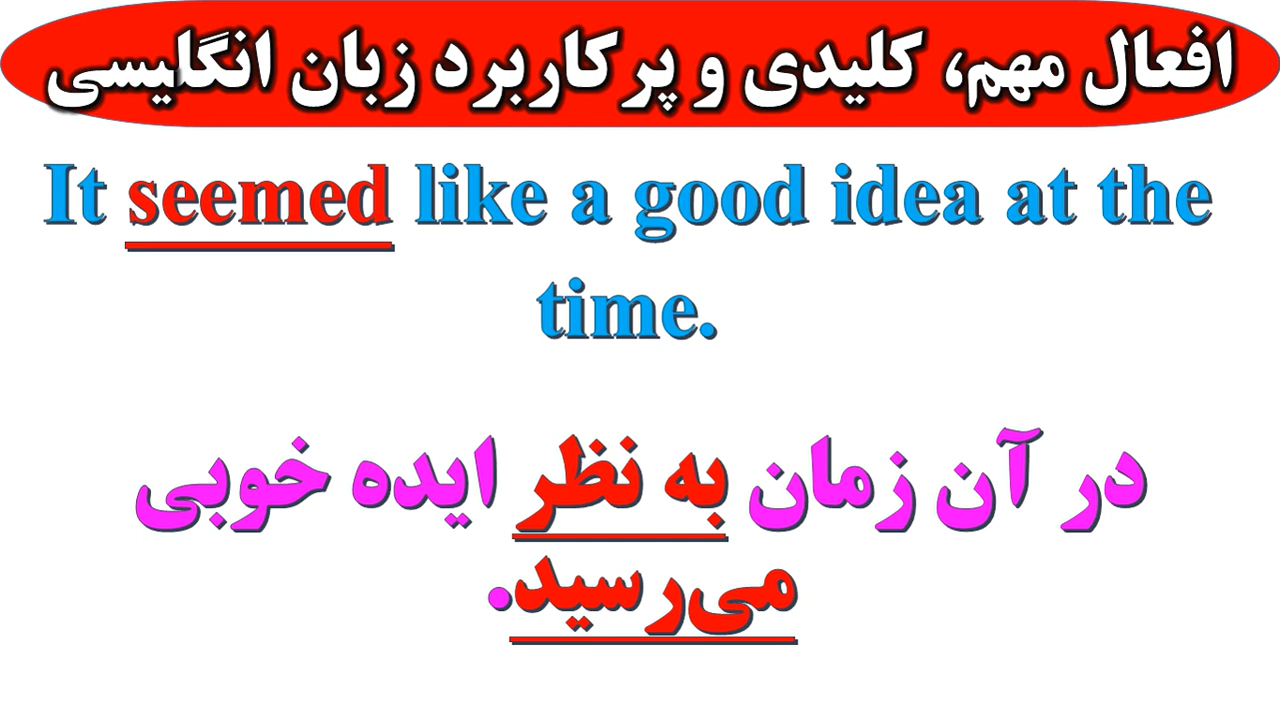 افعال مهم، کلیدی و پرکاربرد زبان انگلیسی
It seemed like a good idea at the
time.
در آن زمان به نظر ایده خوبی
می‌رسید.